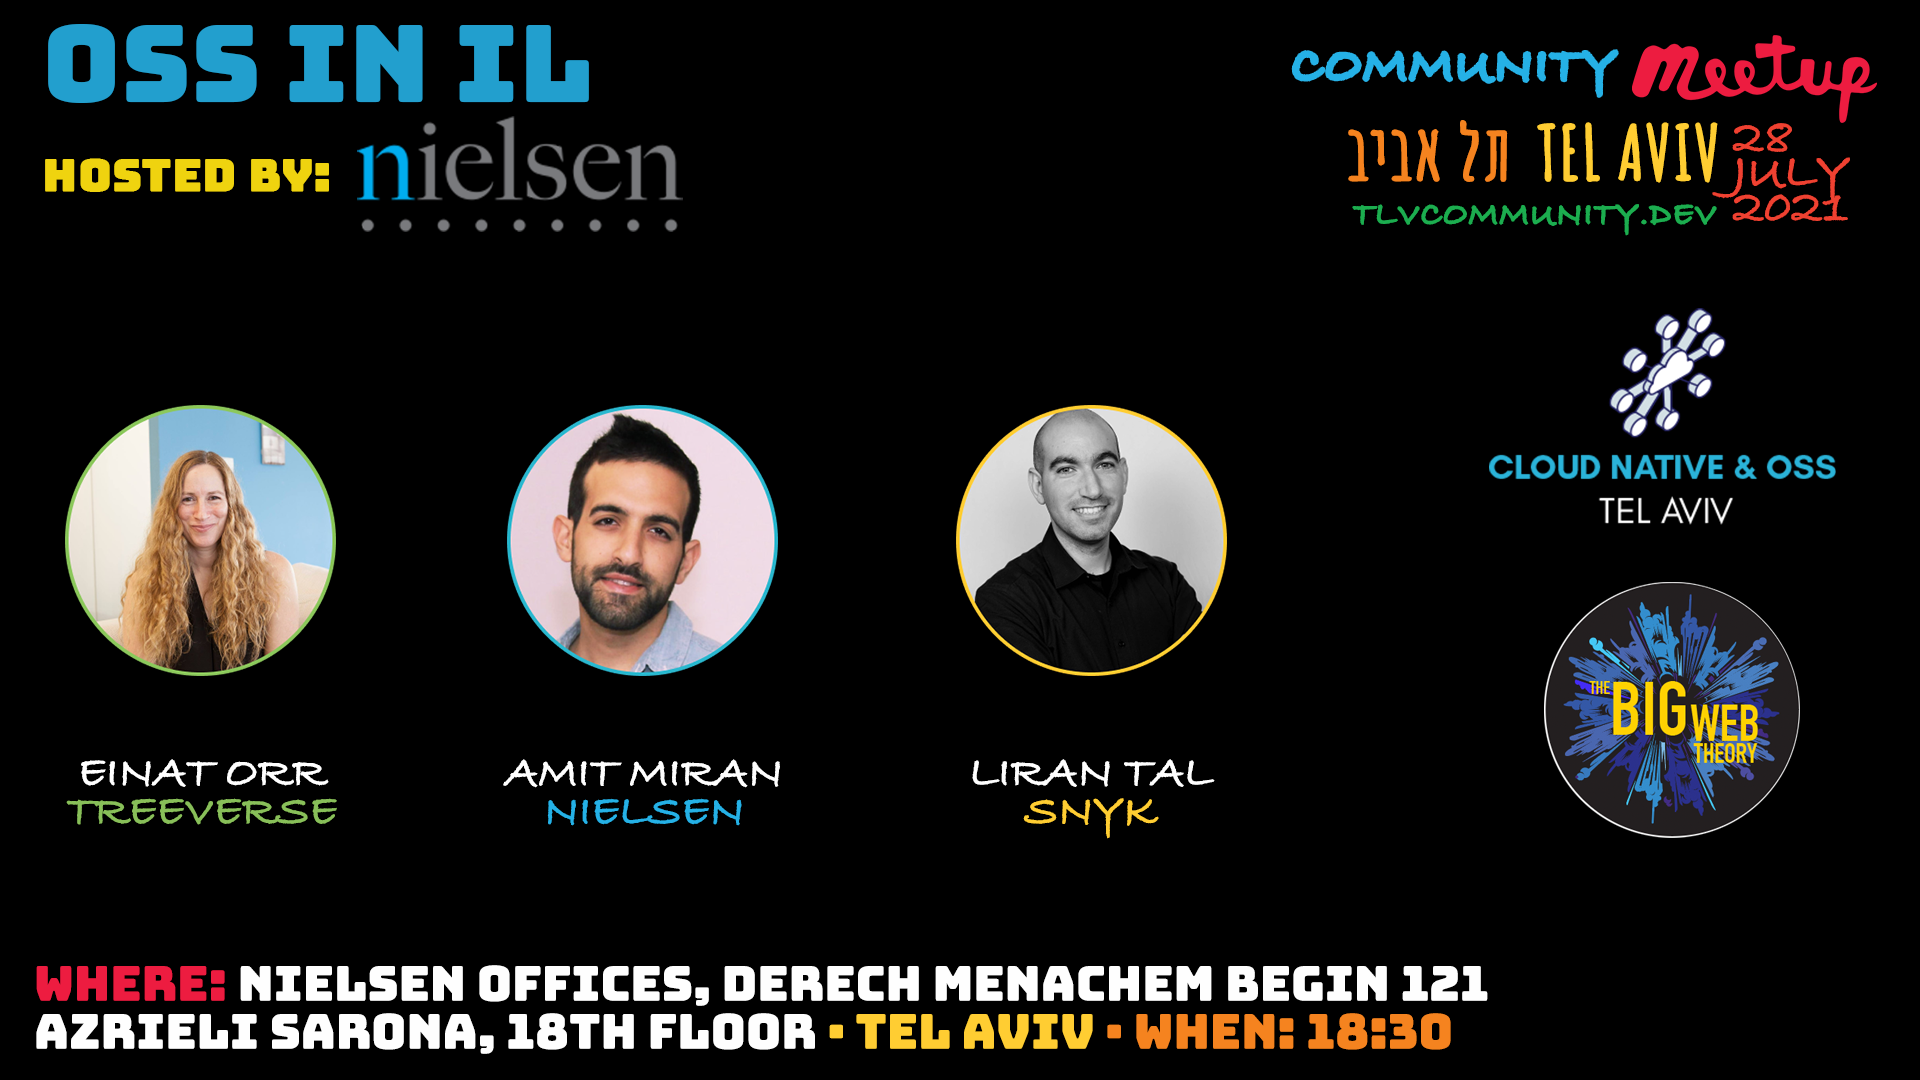 OSS IN IL
HOSTED BY: nielsen
COMMUNITY Meetup
תל אביב TEL AVIV 28 JULY 2021
TLVCOMMUNITY.DEV
CLOUD NATIVE & OSS
TEL AVIV
THE BIG WEB THEORY
EINAT ORR
TREEVERSE
AMIT MIRAN
NIELSEN
LIRAN TAL
SNYK
WHERE: NIELSEN OFFICES, DERECH MENACHEM BEGIN 121
AZRIELI SARONA, 18TH FLOOR • TEL AVIV • WHEN: 18:30